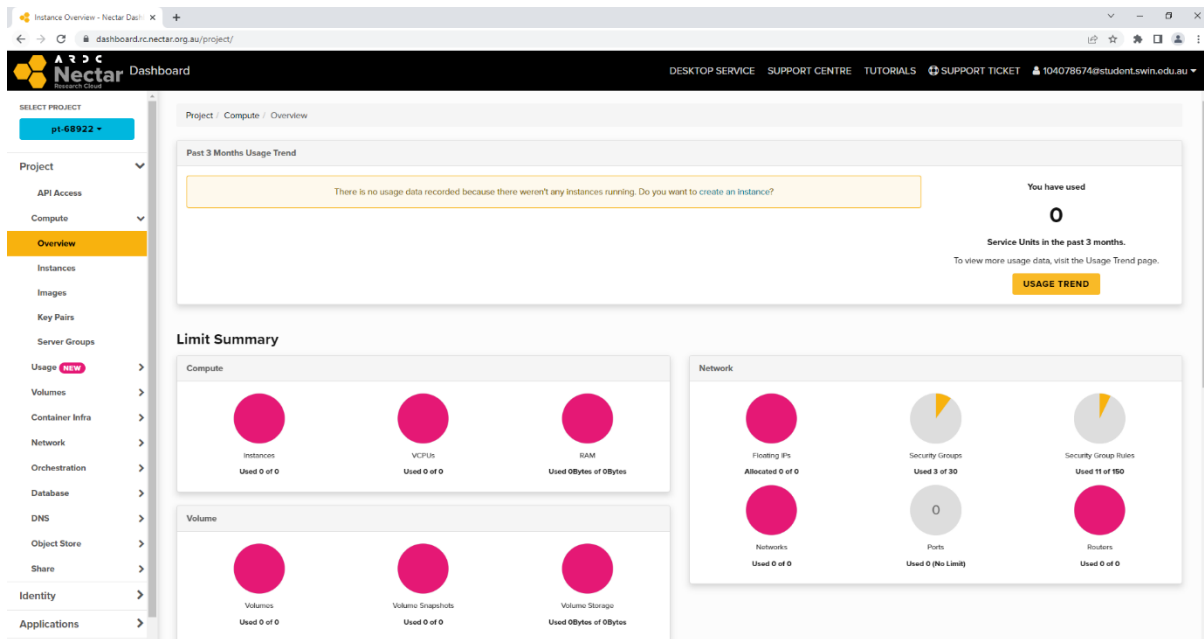 Instance Overview - Nectar Dash
dashboard.rc.nectar.org.au/project/
ARDC
Nectar
Research Cloud
Dashboard
DESKTOP SERVICE SUPPORT CENTRE TUTORIALS SUPPORT TICKET 104078674@student.swin.edu.au
SELECT PROJECT
pt-68922
Project
API Access
Compute
Overview
Instances
Images
Key Pairs
Server Groups
Usage NEW
Volumes
Container Infra
Network
Orchestration
Database
DNS
Object Store
Share
Identity
Applications
Project / Compute / Overview
Past 3 Months Usage Trend
There is no usage data recorded because there weren't any instances running. Do you want to create an instance?
You have used
0
Service Units in the past 3 months.
To view more usage data, visit the Usage Trend page.
USAGE TREND
Limit Summary
Compute
Instances
Used 0 of 0
VCPUs
Used 0 of 0
RAM
Used 0Bytes of 0Bytes
Volume
Volumes
Used 0 of 0
Volume Snapshots
Used 0 of 0
Volume Storage
Used 0Bytes of 0Bytes
Network
Floating IPs
Allocated 0 of 0
Security Groups
Used 3 of 30
Security Group Rules
Used 11 of 150
Networks
Used 0 of 0
0
Ports
Used 0 (No Limit)
Routers
Used 0 of 0